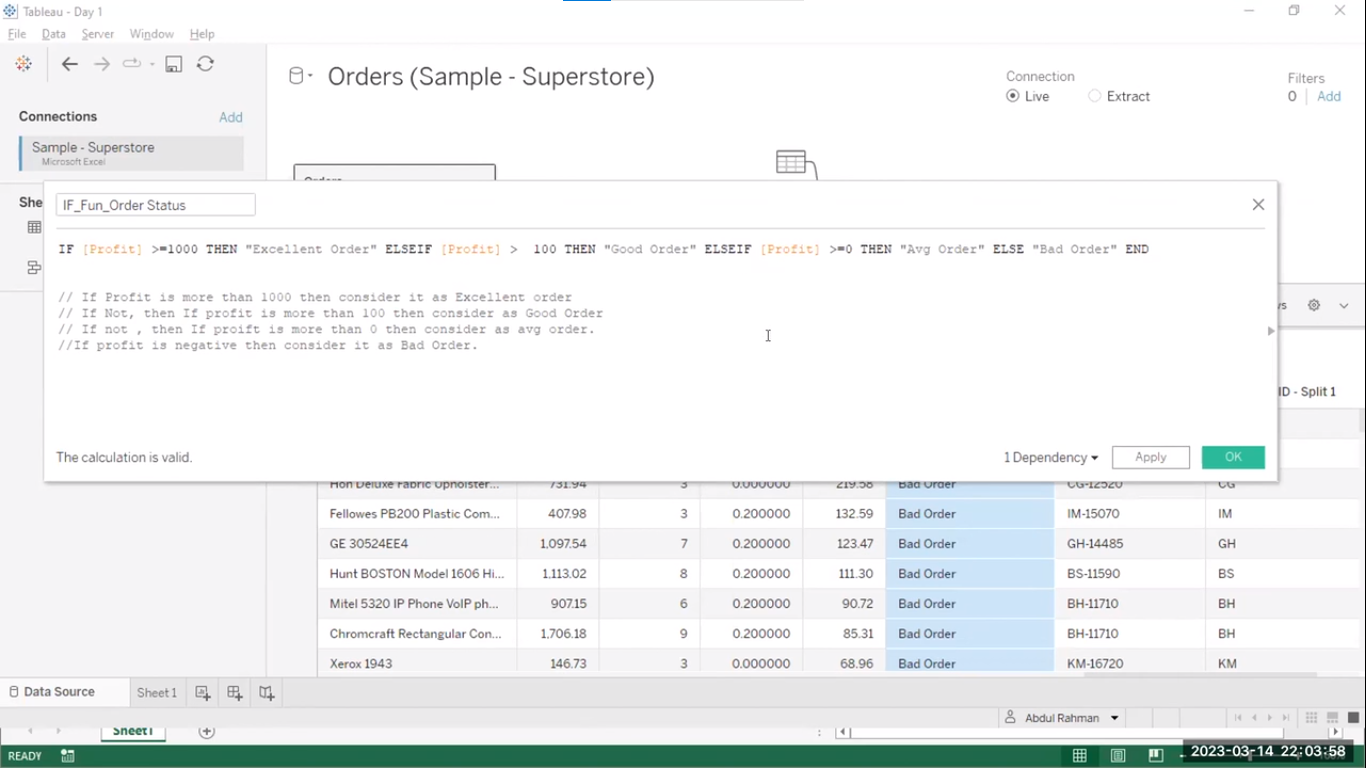 Tableau - Day 1
File Data Server Window Help
Orders (Sample - Superstore)
Connection
Live Extract
Filters
0 Add
Connections Add
Sample - Superstore
Microsoft Excel
She
IF_Fun_Order Status
IF [Profit] >=1000 THEN "Excellent Order" ELSEIF [Profit] > 100 THEN "Good Order" ELSEIF [Profit] >=0 THEN "Avg Order" ELSE "Bad Order" END
// If Profit is more than 1000 then consider it as Excellent order
// If Not, then If profit is more than 100 then consider as Good Order
// If not , then If proift is more than 0 then consider as avg order.
//If profit is negative then consider it as Bad Order.
ID - Split 1
The calculation is valid. 1 Dependency Apply OK
Hon Deluxe Fabric Upholster... 731.94 3 0.000000 219.58 Bad Order CG-12520 CG
Fellowes PB200 Plastic Com... 407.98 3 0.200000 132.59 Bad Order IM-15070 IM
GE 30524EE4 1,097.54 7 0.200000 123.47 Bad Order GH-14485 GH
Hunt BOSTON Model 1606 Hi... 1,113.02 8 0.200000 111.30 Bad Order BS-11590 BS
Mitel 5320 IP Phone VoIP ph... 907.15 6 0.200000 90.72 Bad Order BH-11710 BH
Chromcraft Rectangular Con... 1,706.18 9 0.200000 85.31 Bad Order BH-11710 BH
Xerox 1943 146.73 3 0.000000 68.96 Bad Order KM-16720 KM
Data Source Sheet 1
Abdul Rahman
Sheet1
READY
2023-03-14 22:03:58